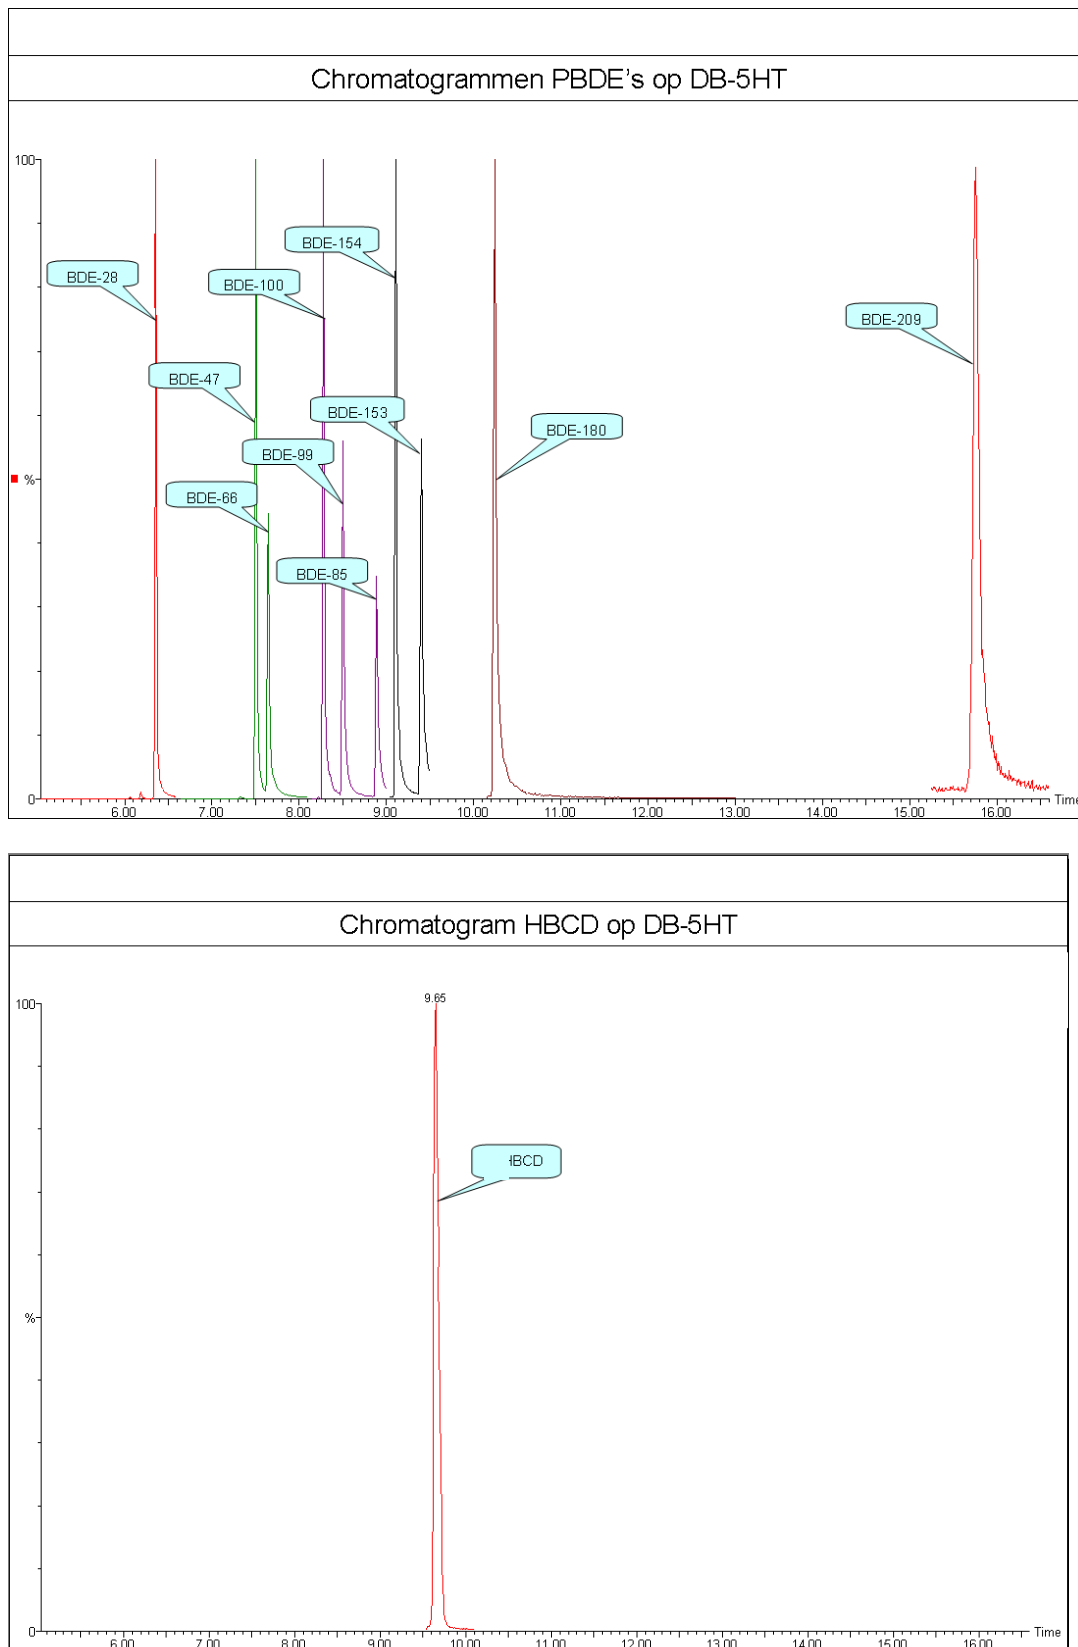 Chromatogrammen PBDE's op DB-5HT
100
BDE-154
BDE-28
BDE-100
BDE-209
BDE-47
BDE-153
BDE-180
BDE-99
%
BDE-66
BDE-85
0
6.00 7.00 8.00 9.00 10.00 11.00 12.00 13.00 14.00 15.00 16.00 Time
Chromatogram HBCD op DB-5HT
100
9.65
HBCD
%
0
6.00 7.00 8.00 9.00 10.00 11.00 12.00 13.00 14.00 15.00 16.00 Time